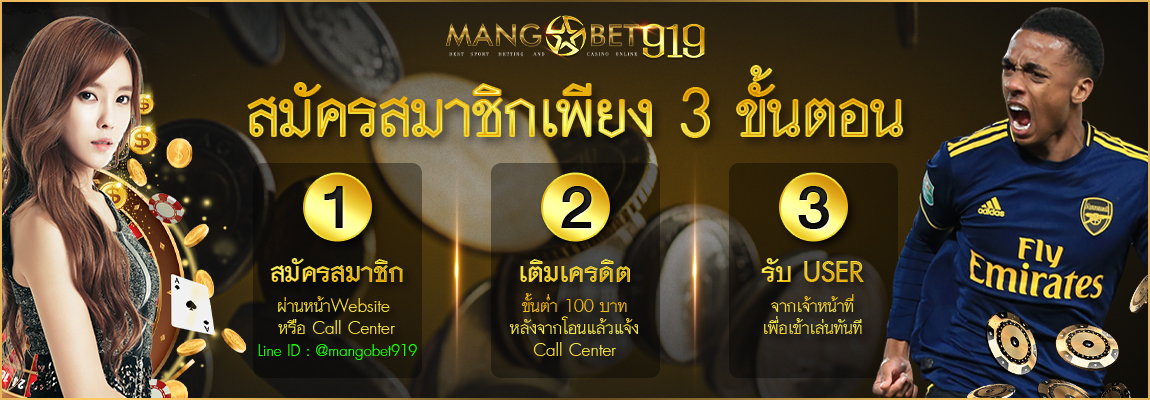 MANGOBET919
BEST SPORT BETTING AND CASINO ONLINE
สมัครสมาชิกเพียง 3 ขั้นตอน
1
สมัครสมาชิก
ผ่านหน้าWebsite
หรือ Call Center
Line ID : @mangobet919
2
เติมเครดิต
ขั้นต่ำ 100 บาท
หลังจากโอนแล้วแจ้ง
Call Center
3
รับ USER
จากเจ้าหน้าที่
เพื่อเข้าเล่นทันที
adidas
Arsenal
Fly
Emirates
A
A